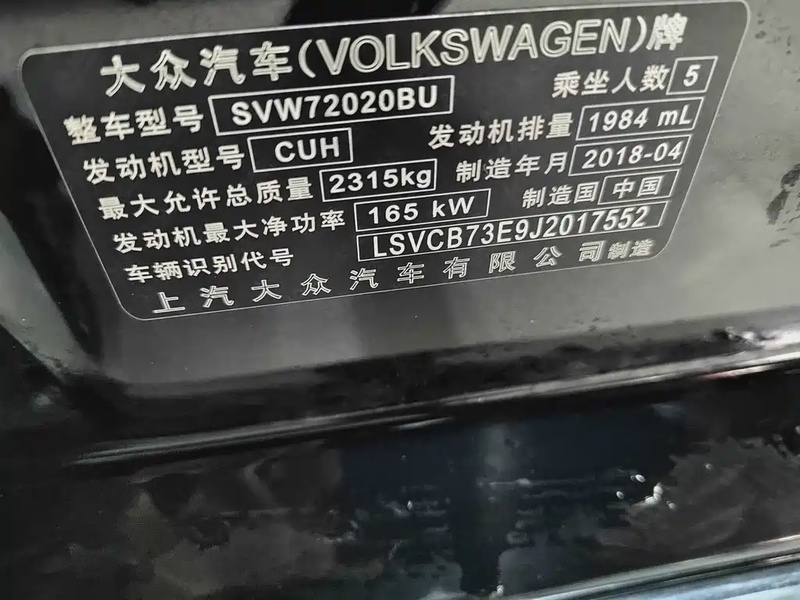 大众汽车(VOLKSWAGEN)牌
整车型号 SVW72020BU 乘坐人数 5
发动机型号 CUH 发动机排量 1984 mL
最大允许总质量 2315kg 制造年月 2018-04
发动机最大净功率 165 kW 制造国 中国
车辆识别代号 LSVCB73E9J2017552
上汽大众汽车有限公司制造